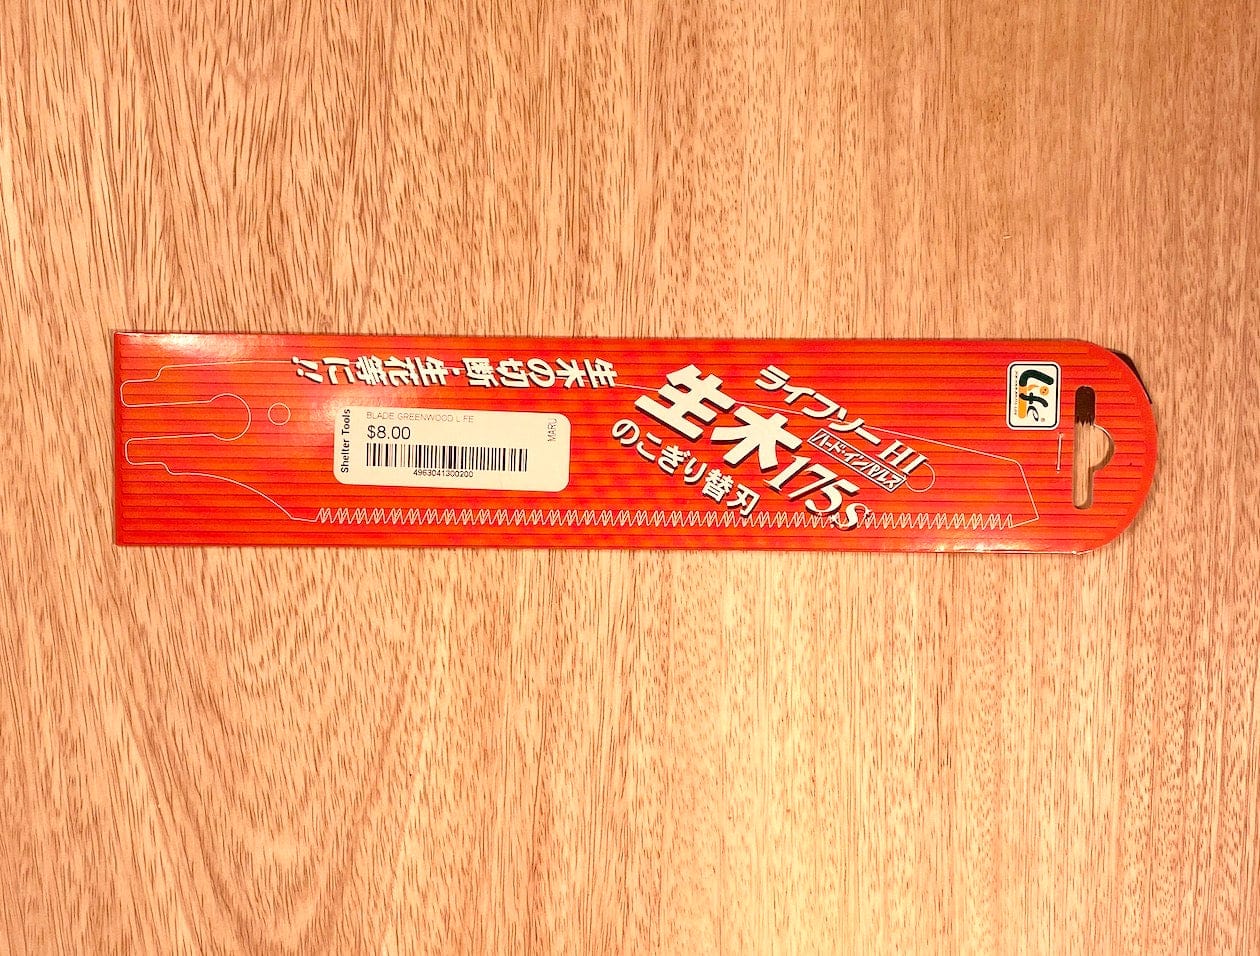 生木の切断・生花等に!!
ライフソーHI
ハード・インパルス
生木175S
のこぎり替刃
Life
Shelter Tools
BLADE GREENWOOD LIFE
$8.00
4963041300200
MARU